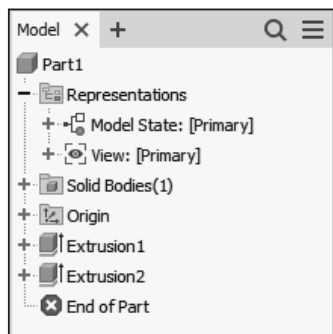 Model
Part1
Representations
Model State: [Primary]
View: [Primary]
Solid Bodies(1)
Origin
Extrusion1
Extrusion2
End of Part